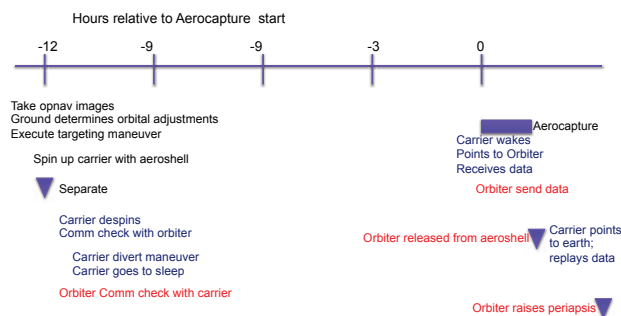 Hours relative to Aerocapture start
-12 -9 -9 -3 0
Take opnav images
Ground determines orbital adjustments
Execute targeting maneuver
Spin up carrier with aeroshell
Separate
Carrier despins
Comm check with orbiter
Carrier divert maneuver
Carrier goes to sleep
Orbiter Comm check with carrier
Aerocapture
Carrier wakes
Points to Orbiter
Receives data
Orbiter send data
Orbiter released from aeroshell
Carrier points
to earth;
replays data
Orbiter raises periapsis